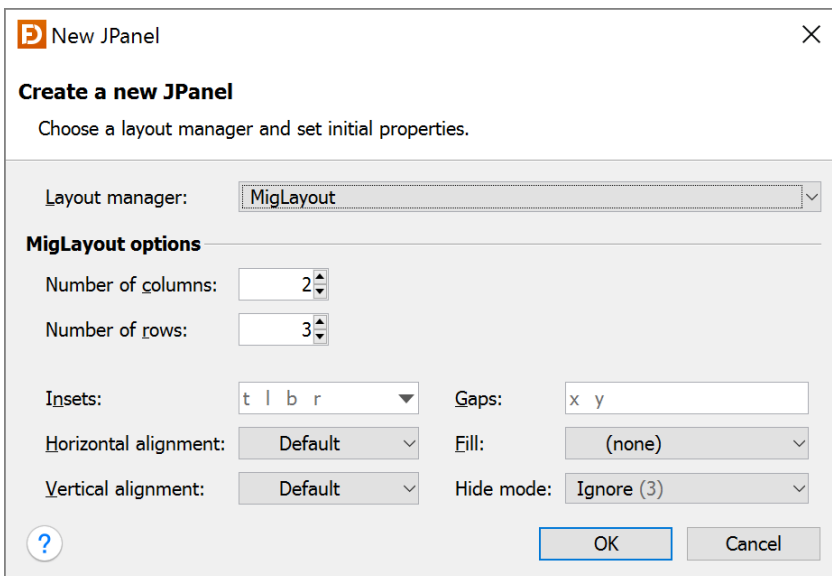 New JPanel
Create a new JPanel
Choose a layout manager and set initial properties.
Layout manager: MigLayout
MigLayout options
Number of columns: 2
Number of rows: 3
Insets: t l b r Gaps: x y
Horizontal alignment: Default Fill: (none)
Vertical alignment: Default Hide mode: Ignore (3)
? OK Cancel